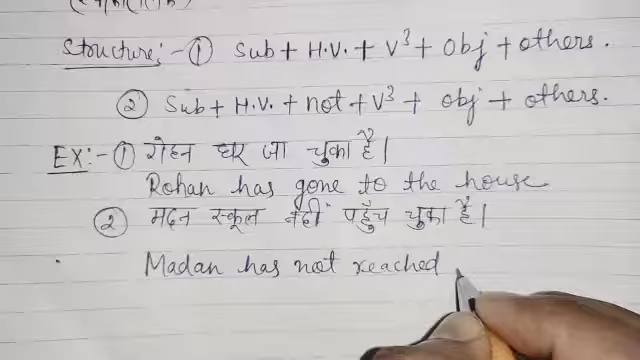 Structure:- ① Sub + H.V. + V³ + Obj + others.
② Sub + H.V. + not + V³ + obj + others.
EX:- ① रोहन घर जा चुका है।
Rohan has gone to the house
② मदन स्कूल नहीं पहुँच चुका है।
Madan has not reached